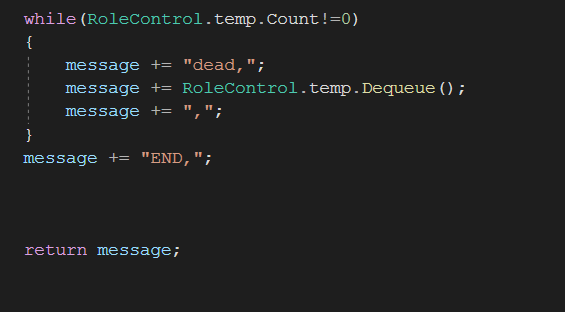 while(RoleControl.temp.Count!=0)
{
message += "dead,";
message += RoleControl.temp.Dequeue();
message += ",";
}
message += "END,";
return message;